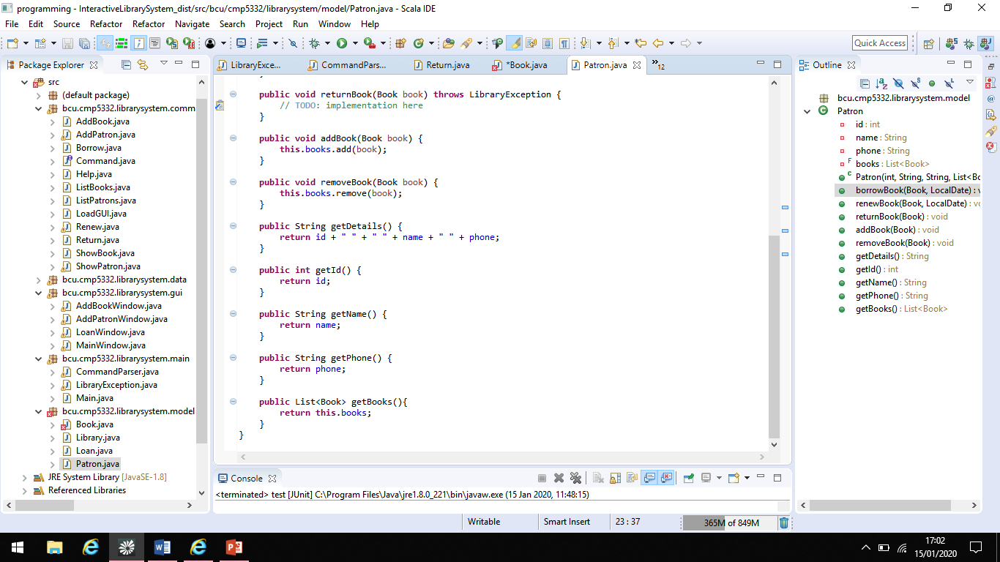 programming - InteractiveLibrarySystem_dist/src/bcu/cmp5332/librarysystem/model/Patron.java - Scala IDE
File Edit Source Refactor Refactor Navigate Search Project Run Window Help
Quick Access
Package Explorer
src
(default package)
bcu.cmp5332.librarysystem.comm
AddBook.java
AddPatron.java
Borrow.java
Command.java
Help.java
ListBooks.java
ListPatrons.java
LoadGUI.java
Renew.java
Return.java
ShowBook.java
ShowPatron.java
bcu.cmp5332.librarysystem.data
bcu.cmp5332.librarysystem.gui
AddBookWindow.java
AddPatronWindow.java
LoanWindow.java
MainWindow.java
bcu.cmp5332.librarysystem.main
CommandParser.java
LibraryException.java
Main.java
bcu.cmp5332.librarysystem.model
Book.java
Library.java
Loan.java
Patron.java
JRE System Library [JavaSE-1.8]
Referenced Libraries
LibraryExce... CommandPars... Return.java *Book.java Patron.java »12
}
public void returnBook(Book book) throws LibraryException {
// TODO: implementation here
}
public void addBook(Book book) {
this.books.add(book);
}
public void removeBook(Book book) {
this.books.remove(book);
}
public String getDetails() {
return id + " " + " " + name + " " + phone;
}
public int getId() {
return id;
}
public String getName() {
return name;
}
public String getPhone() {
return phone;
}
public List<Book> getBooks(){
return this.books;
}
}
Outline
bcu.cmp5332.librarysystem.model
Patron
id : int
name : String
phone : String
books : List<Book>
Patron(int, String, String, List<Bo
borrowBook(Book, LocalDate) : v
renewBook(Book, LocalDate) : vo
returnBook(Book) : void
addBook(Book) : void
removeBook(Book) : void
getDetails() : String
getId() : int
getName() : String
getPhone() : String
getBooks() : List<Book>
Console
<terminated> test [JUnit] C:\Program Files\Java\jre1.8.0_221\bin\javaw.exe (15 Jan 2020, 11:48:15)
Writable Smart Insert 23 : 37 365M of 849M
17:02
15/01/2020